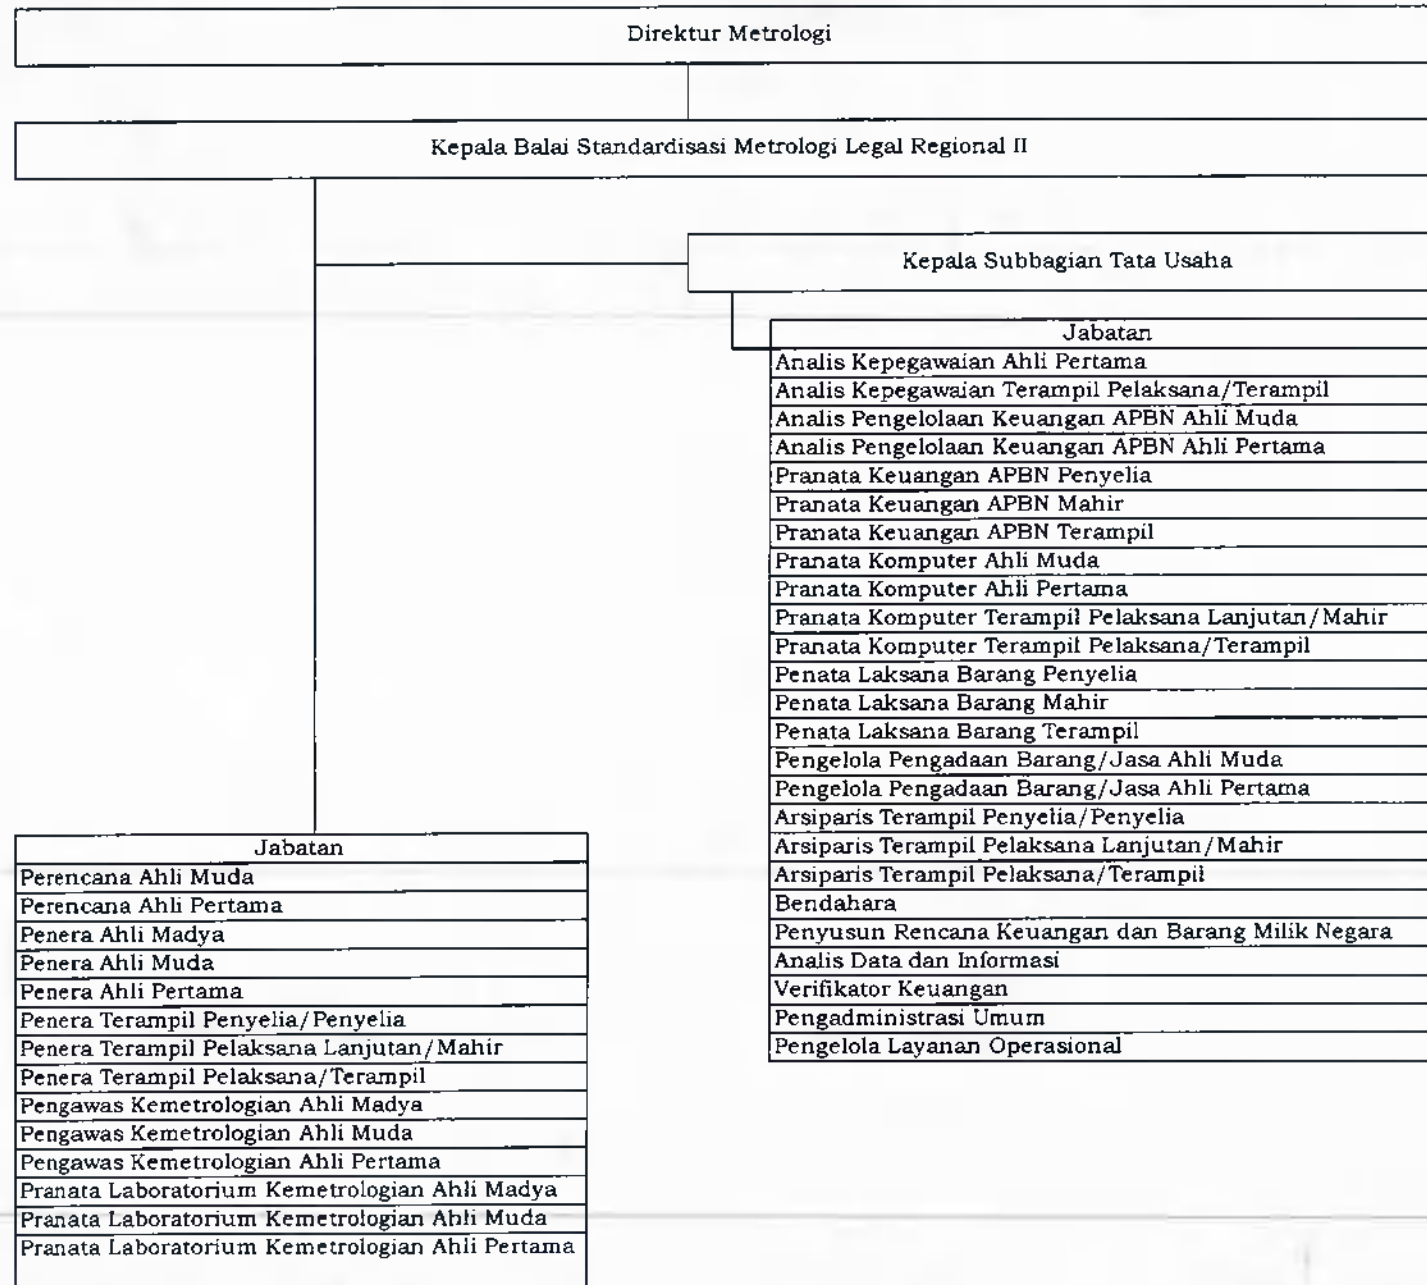 Direktur Metrologi
Kepala Balai Standardisasi Metrologi Legal Regional II
Kepala Subbagian Tata Usaha
Jabatan
Analis Kepegawaian Ahli Pertama
Analis Kepegawaian Terampil Pelaksana/Terampil
Analis Pengelolaan Keuangan APBN Ahli Muda
Analis Pengelolaan Keuangan APBN Ahli Pertama
Pranata Keuangan APBN Penyelia
Pranata Keuangan APBN Mahir
Pranata Keuangan APBN Terampil
Pranata Komputer Ahli Muda
Pranata Komputer Ahli Pertama
Pranata Komputer Terampil Pelaksana Lanjutan/Mahir
Pranata Komputer Terampil Pelaksana/Terampil
Penata Laksana Barang Penyelia
Penata Laksana Barang Mahir
Penata Laksana Barang Terampil
Pengelola Pengadaan Barang/Jasa Ahli Muda
Pengelola Pengadaan Barang/Jasa Ahli Pertama
Arsiparis Terampil Penyelia/Penyelia
Arsiparis Terampil Pelaksana Lanjutan/Mahir
Arsiparis Terampil Pelaksana/Terampil
Bendahara
Penyusun Rencana Keuangan dan Barang Milik Negara
Analis Data dan Informasi
Verifikator Keuangan
Pengadministrasi Umum
Pengelola Layanan Operasional
Jabatan
Perencana Ahli Muda
Perencana Ahli Pertama
Penera Ahli Madya
Penera Ahli Muda
Penera Ahli Pertama
Penera Terampil Penyelia/Penyelia
Penera Terampil Pelaksana Lanjutan/Mahir
Penera Terampil Pelaksana/Terampil
Pengawas Kemetrologian Ahli Madya
Pengawas Kemetrologian Ahli Muda
Pengawas Kemetrologian Ahli Pertama
Pranata Laboratorium Kemetrologian Ahli Madya
Pranata Laboratorium Kemetrologian Ahli Muda
Pranata Laboratorium Kemetrologian Ahli Pertama